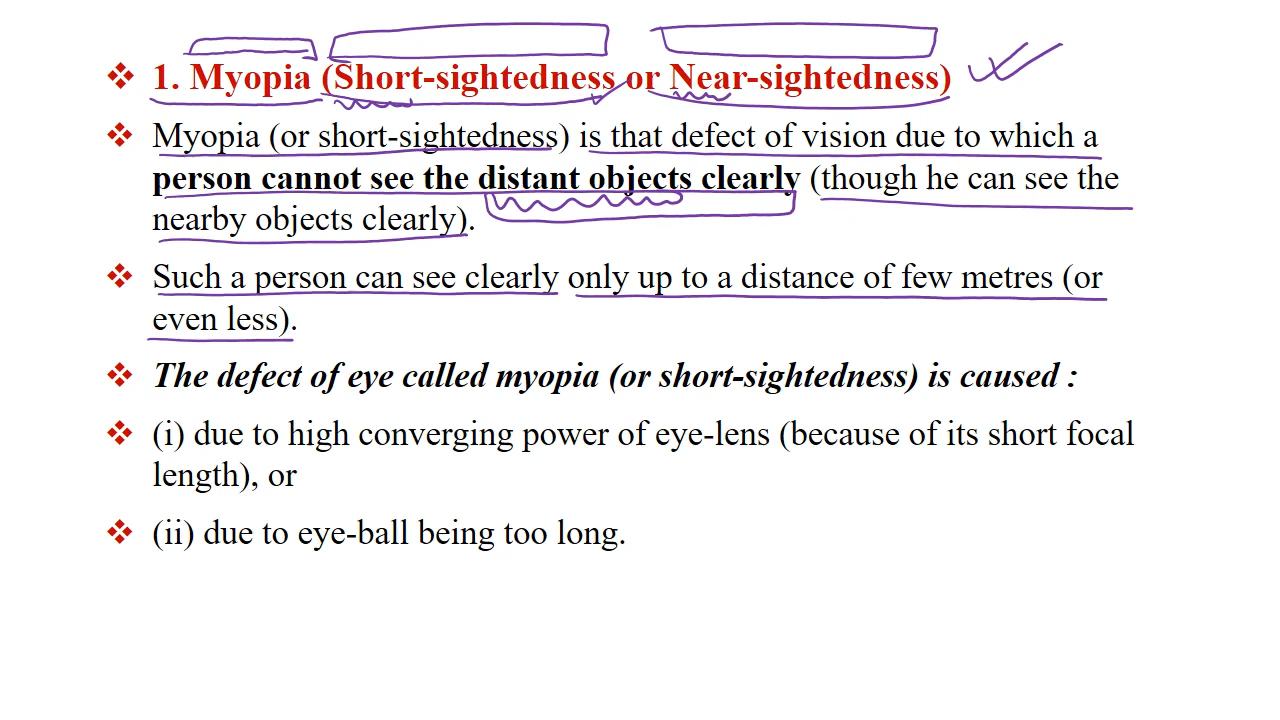 ❖ 1. Myopia (Short-sightedness or Near-sightedness)
❖ Myopia (or short-sightedness) is that defect of vision due to which a
person cannot see the distant objects clearly (though he can see the
nearby objects clearly).
❖ Such a person can see clearly only up to a distance of few metres (or
even less).
❖ The defect of eye called myopia (or short-sightedness) is caused :
❖ (i) due to high converging power of eye-lens (because of its short focal
length), or
❖ (ii) due to eye-ball being too long.